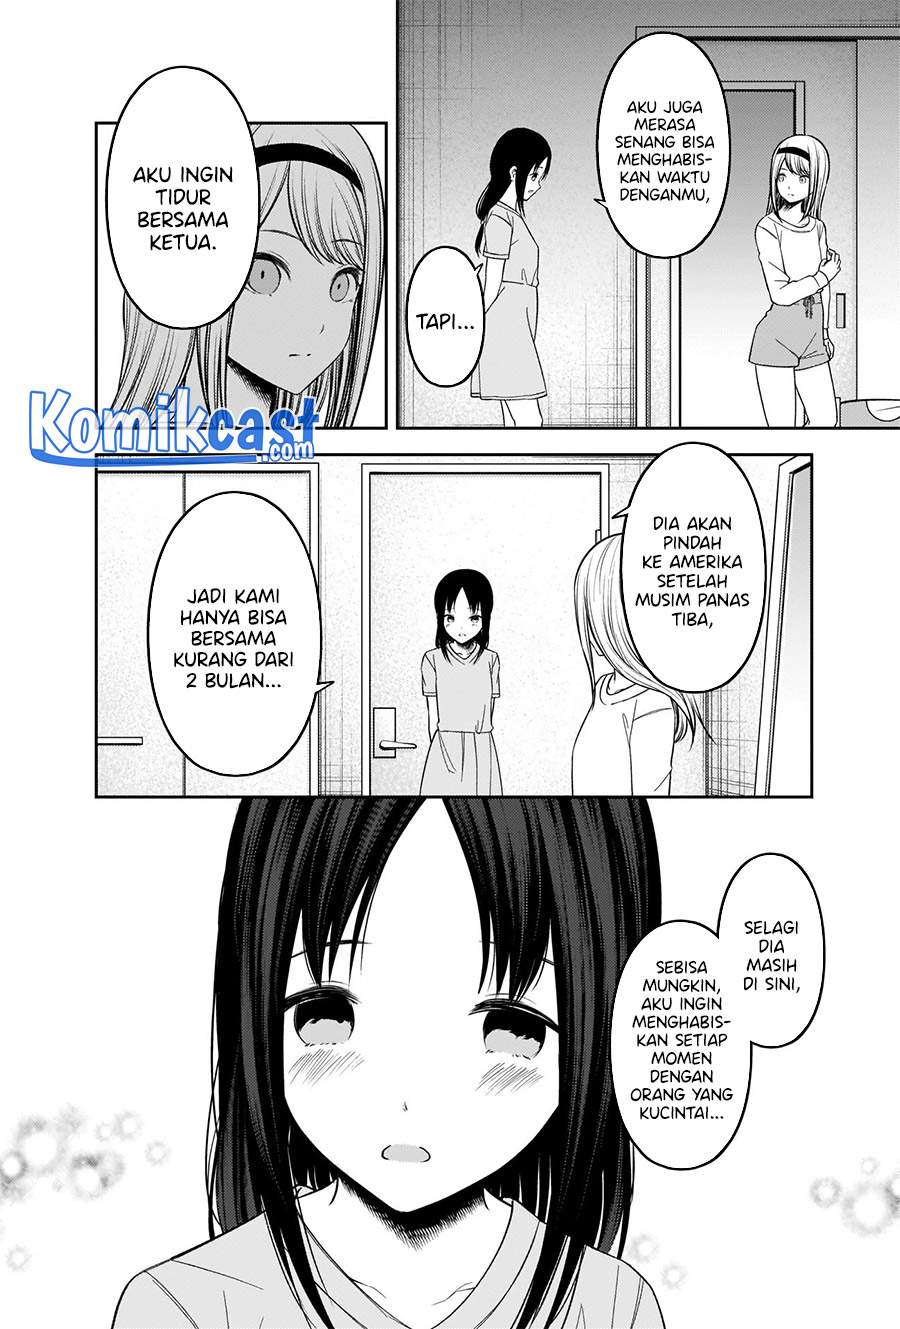 AKU JUGA
MERASA
SENANG BISA
MENGHABIS-
KAN WAKTU
DENGANMU,
TAPI...
AKU INGIN
TIDUR
BERSAMA
KETUA.
Komikcast
.com
DIA AKAN
PINDAH
KE AMERIKA
SETELAH
MUSIM PANAS
TIBA,
JADI KAMI
HANYA BISA
BERSAMA
KURANG DARI
2 BULAN...
SELAGI
DIA
MASIH
DI SINI,
SEBISA
MUNGKIN,
AKU INGIN
MENGHABIS-
KAN SETIAP
MOMEN
DENGAN
ORANG YANG
KUCINTAI...